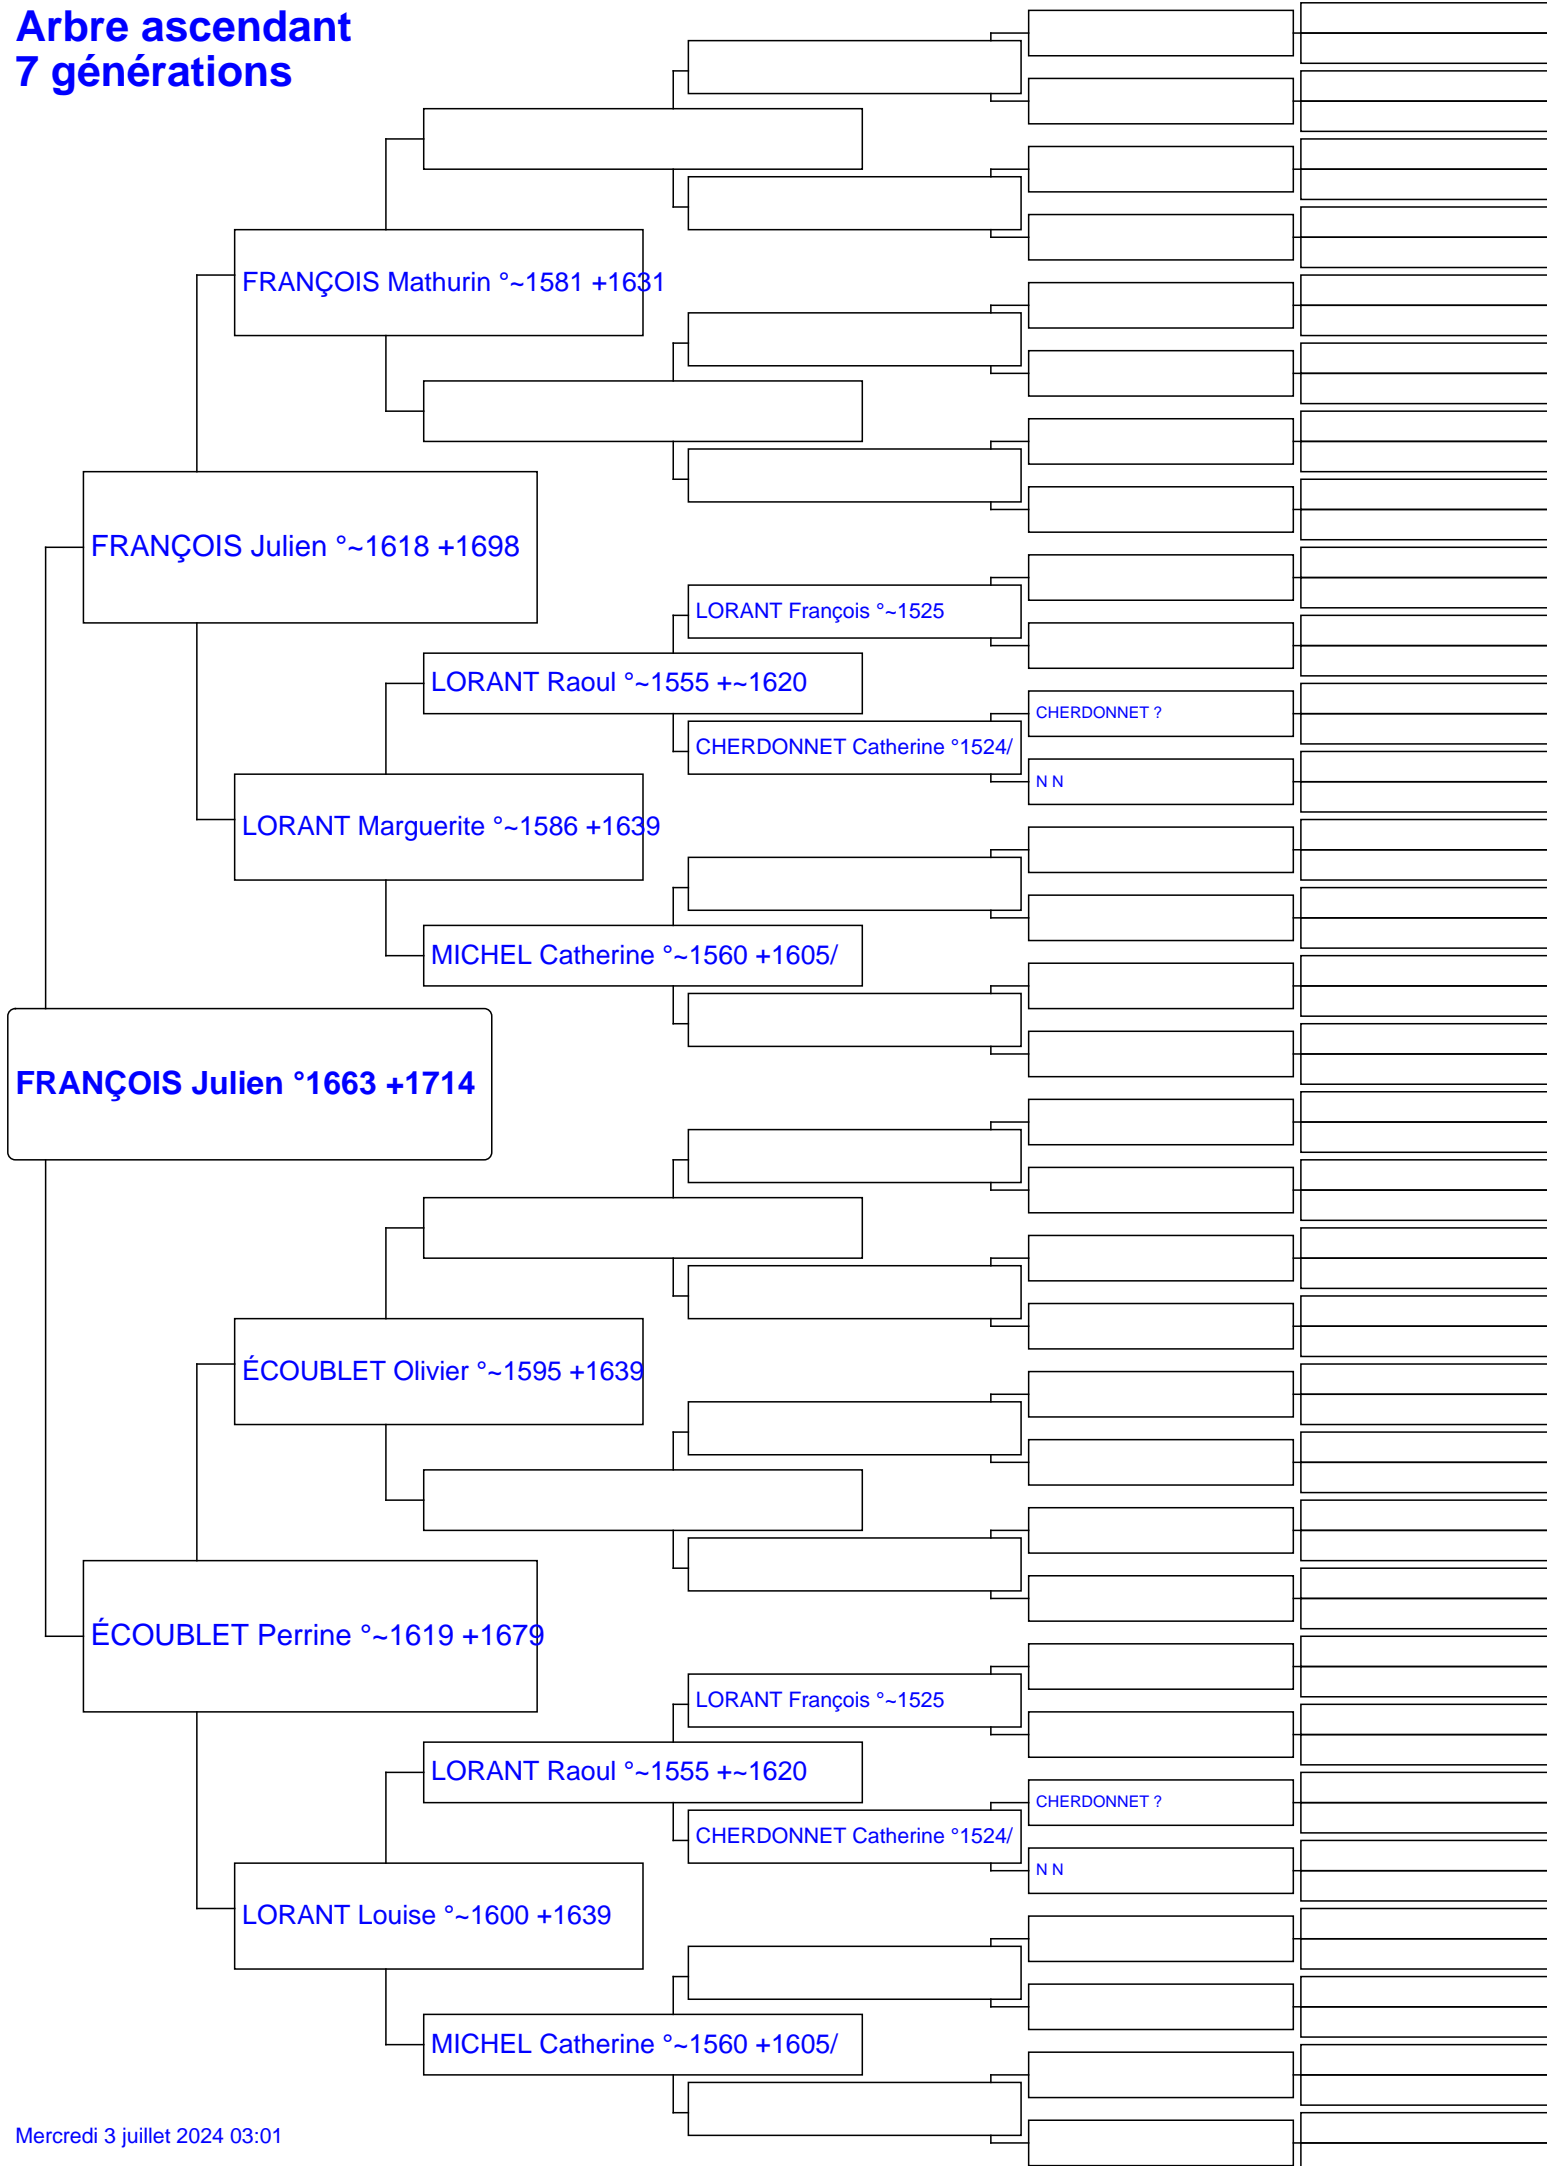 Arbre ascendant
7 générations
FRANÇOIS Mathurin °~1581 +1631
FRANÇOIS Julien °~1618 +1698
LORANT François °~1525
LORANT Raoul °~1555 +~1620
CHERDONNET ?
CHERDONNET Catherine °1524/
N N
LORANT Marguerite °~1586 +1639
MICHEL Catherine °~1560 +1605/
FRANÇOIS Julien °1663 +1714
ÉCOUBLET Olivier °~1595 +1639
ÉCOUBLET Perrine °~1619 +1679
LORANT François °~1525
LORANT Raoul °~1555 +~1620
CHERDONNET ?
CHERDONNET Catherine °1524/
N N
LORANT Louise °~1600 +1639
MICHEL Catherine °~1560 +1605/
Mercredi 3 juillet 2024 03:01